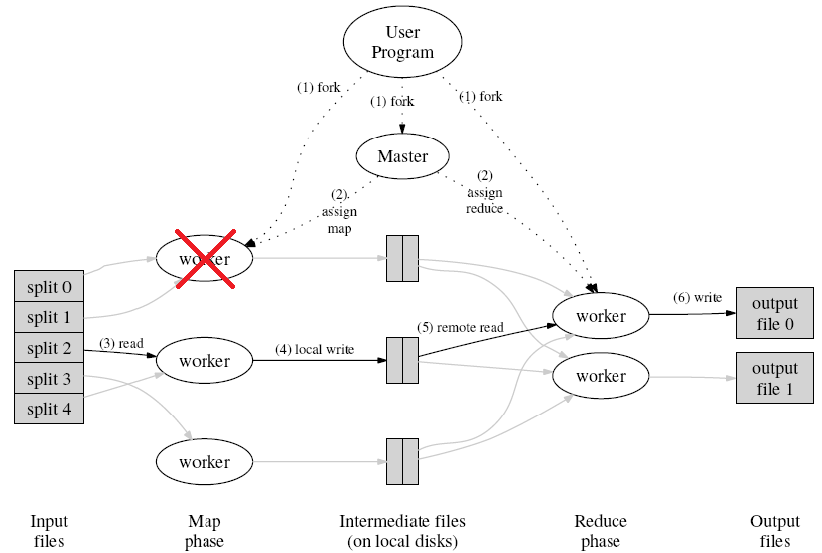 User
Program
(1) fork
(1) fork
(1) fork
Master
(2)
assign
map
(2)
assign
reduce
worker
split 0
split 1
split 2
split 3
split 4
(3) read
worker
(4) local write
(5) remote read
worker
(6) write
output
file 0
worker
output
file 1
worker
Input
files
Map
phase
Intermediate files
(on local disks)
Reduce
phase
Output
files